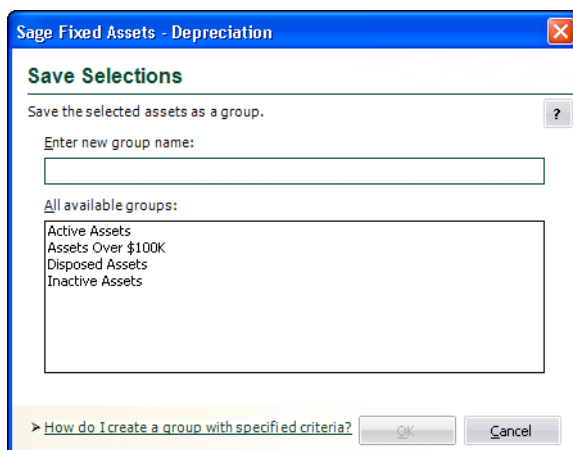 Sage Fixed Assets - Depreciation
Save Selections
Save the selected assets as a group.
?
Enter new group name:
All available groups:
Active Assets
Assets Over $100K
Disposed Assets
Inactive Assets
➤ How do I create a group with specified criteria?
OK
Cancel